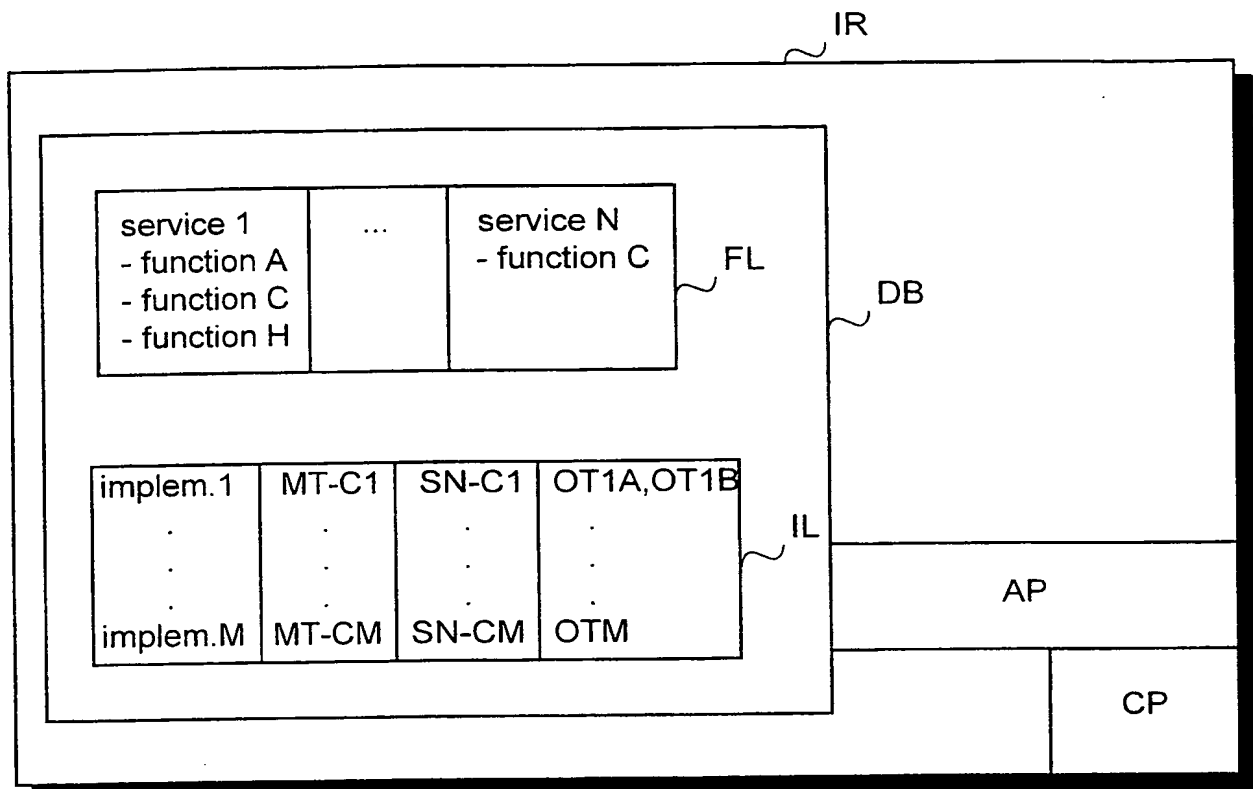 IR
service 1
- function A
- function C
- function H
...
service N
- function C
FL
DB
implem.1 MT-C1 SN-C1 OT1A,OT1B
. . . .
. . . .
. . . .
implem.M MT-CM SN-CM OTM
IL
AP
CP